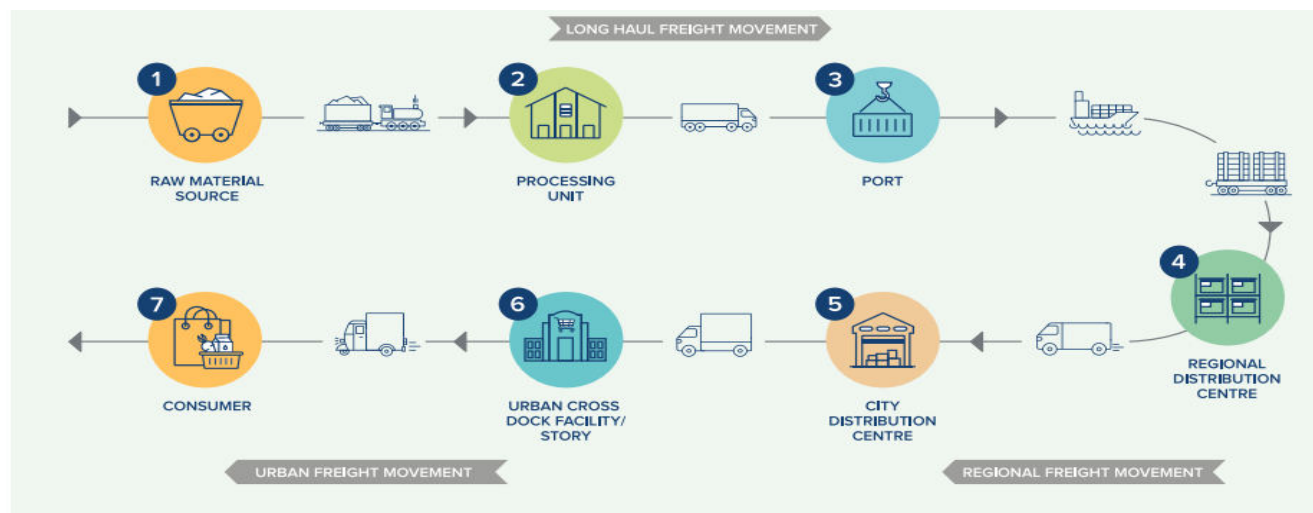 LONG HAUL FREIGHT MOVEMENT
1
RAW MATERIAL
SOURCE
2
PROCESSING
UNIT
3
PORT
4
REGIONAL
DISTRIBUTION
CENTRE
5
CITY
DISTRIBUTION
CENTRE
6
URBAN CROSS
DOCK FACILITY/
STORY
7
CONSUMER
URBAN FREIGHT MOVEMENT
REGIONAL FREIGHT MOVEMENT